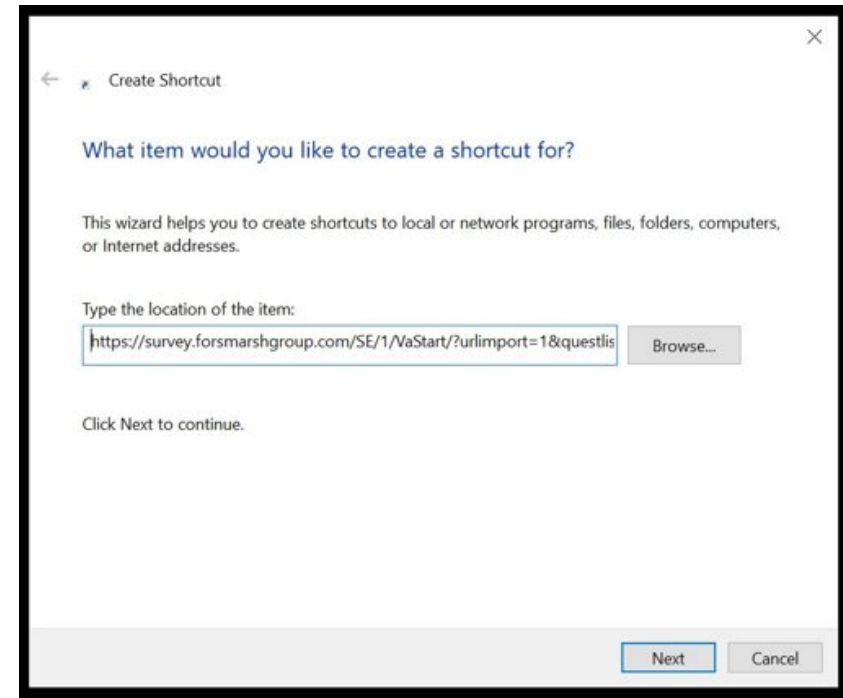 Create Shortcut
What item would you like to create a shortcut for?
This wizard helps you to create shortcuts to local or network programs, files, folders, computers,
or Internet addresses.
Type the location of the item:
https://survey.forsmarshgroup.com/SE/1/VaStart/?urlimport=1&questlis
Browse...
Click Next to continue.
Next
Cancel